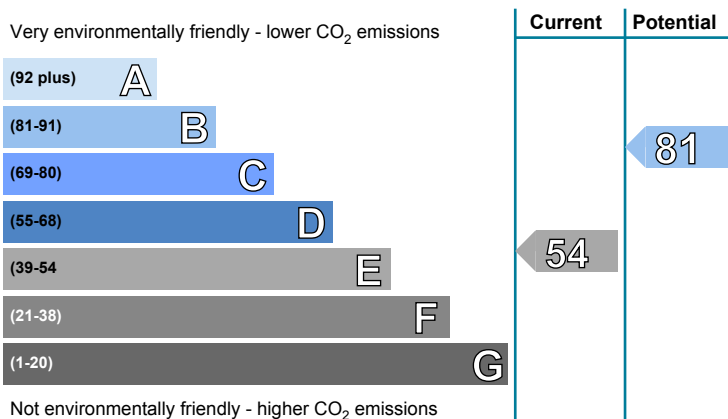 Very environmentally friendly - lower CO2 emissions
Current
Potential
(92 plus) A
(81-91) B
(69-80) C
(55-68) D
(39-54 E
(21-38) F
(1-20) G
81
54
Not environmentally friendly - higher CO2 emissions